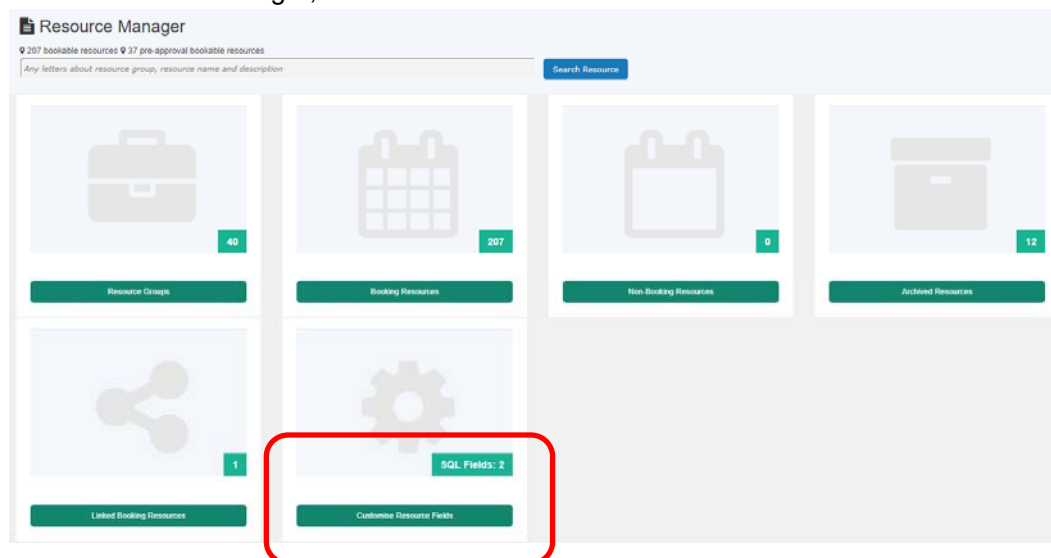 Resource Manager
207 bookable resources 37 pre-approval bookable resources
Any letters about resource group, resource name and description
Search Resource
40
207
0
12
Resource Groups
Booking Resources
Non-Booking Resources
Archived Resources
1
SQL Fields: 2
Linked Booking Resources
Customise Resource Fields